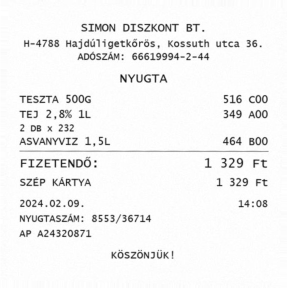 SIMON DISZKONT BT.
H-4788 Hajdúligetkőrös, Kossuth utca 36.
ADÓSZÁM: 66619994-2-44
NYUGTA
TESZTA 500G 516 C00
TEJ 2,8% 1L 349 A00
2 DB x 232
ASVANYVIZ 1,5L 464 B00
FIZETENDŐ: 1 329 Ft
SZÉP KÁRTYA 1 329 Ft
2024.02.09. 14:08
NYUGTASZÁM: 8553/36714
AP A24320871
KÖSZÖNJÜK!